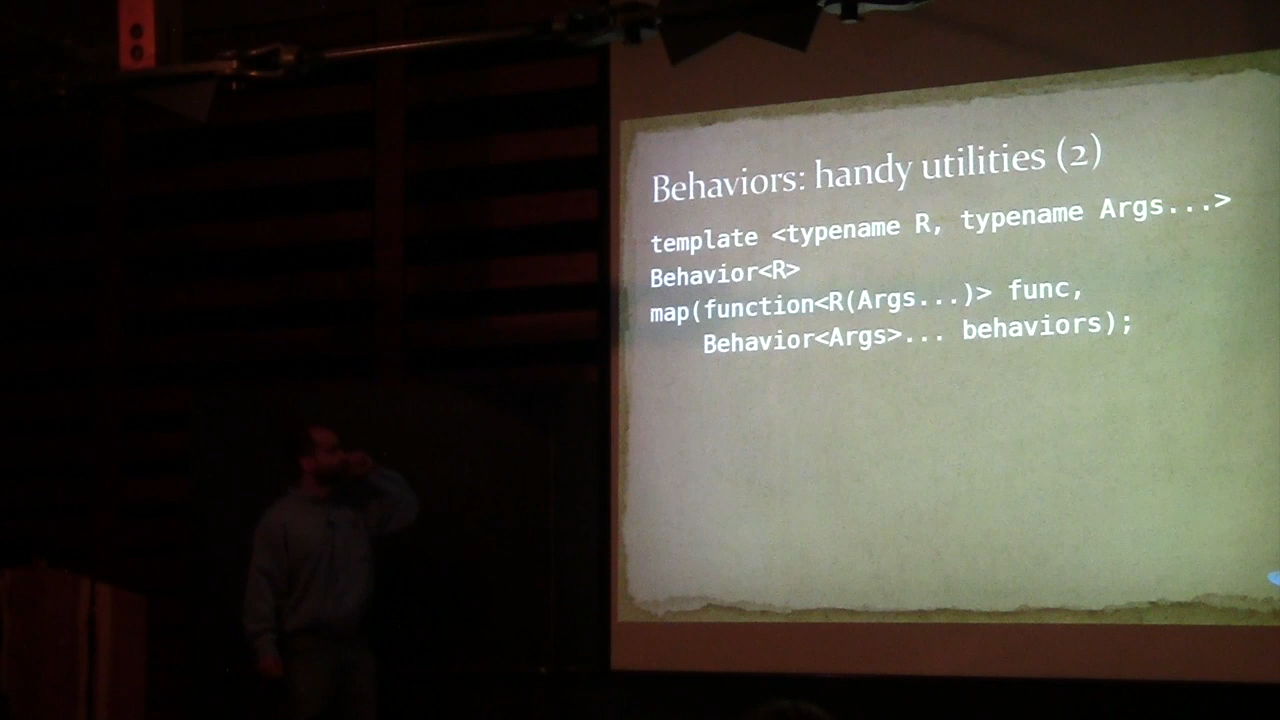 Behaviors: handy utilities (2)
template <typename R, typename Args...>
Behavior<R>
map(function<R(Args...)> func,
    Behavior<Args>... behaviors);